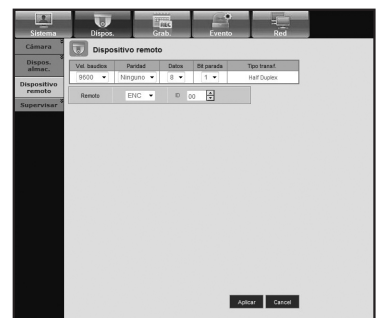 Sistema Dispos. Grab. Evento Red
Câmara
Dispos. almac.
Dispositivo remoto
Supervisar
Dispositivo remoto
Vel. baudios Paridad Datos Bit parada Tipo transf.
9600 Ninguno 8 1 Half Duplex
Remoto ENC ID 00
Aplicar Cancel